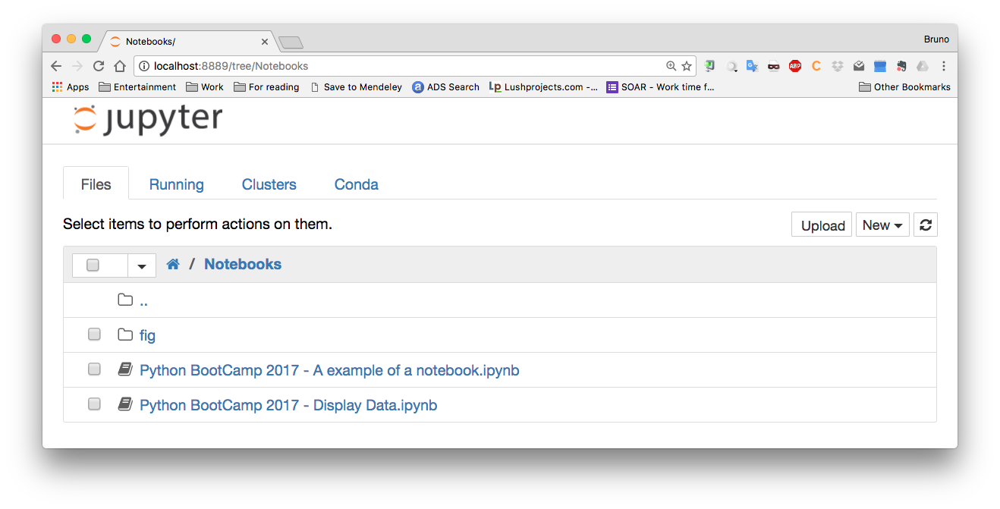 Notebooks/
Bruno
localhost:8889/tree/Notebooks
Apps Entertainment Work For reading Save to Mendeley ADS Search Lushprojects.com -... SOAR - Work time f... Other Bookmarks
jupyter
Files Running Clusters Conda
Select items to perform actions on them.
Upload New
/ Notebooks
..
fig
Python BootCamp 2017 - A example of a notebook.ipynb
Python BootCamp 2017 - Display Data.ipynb